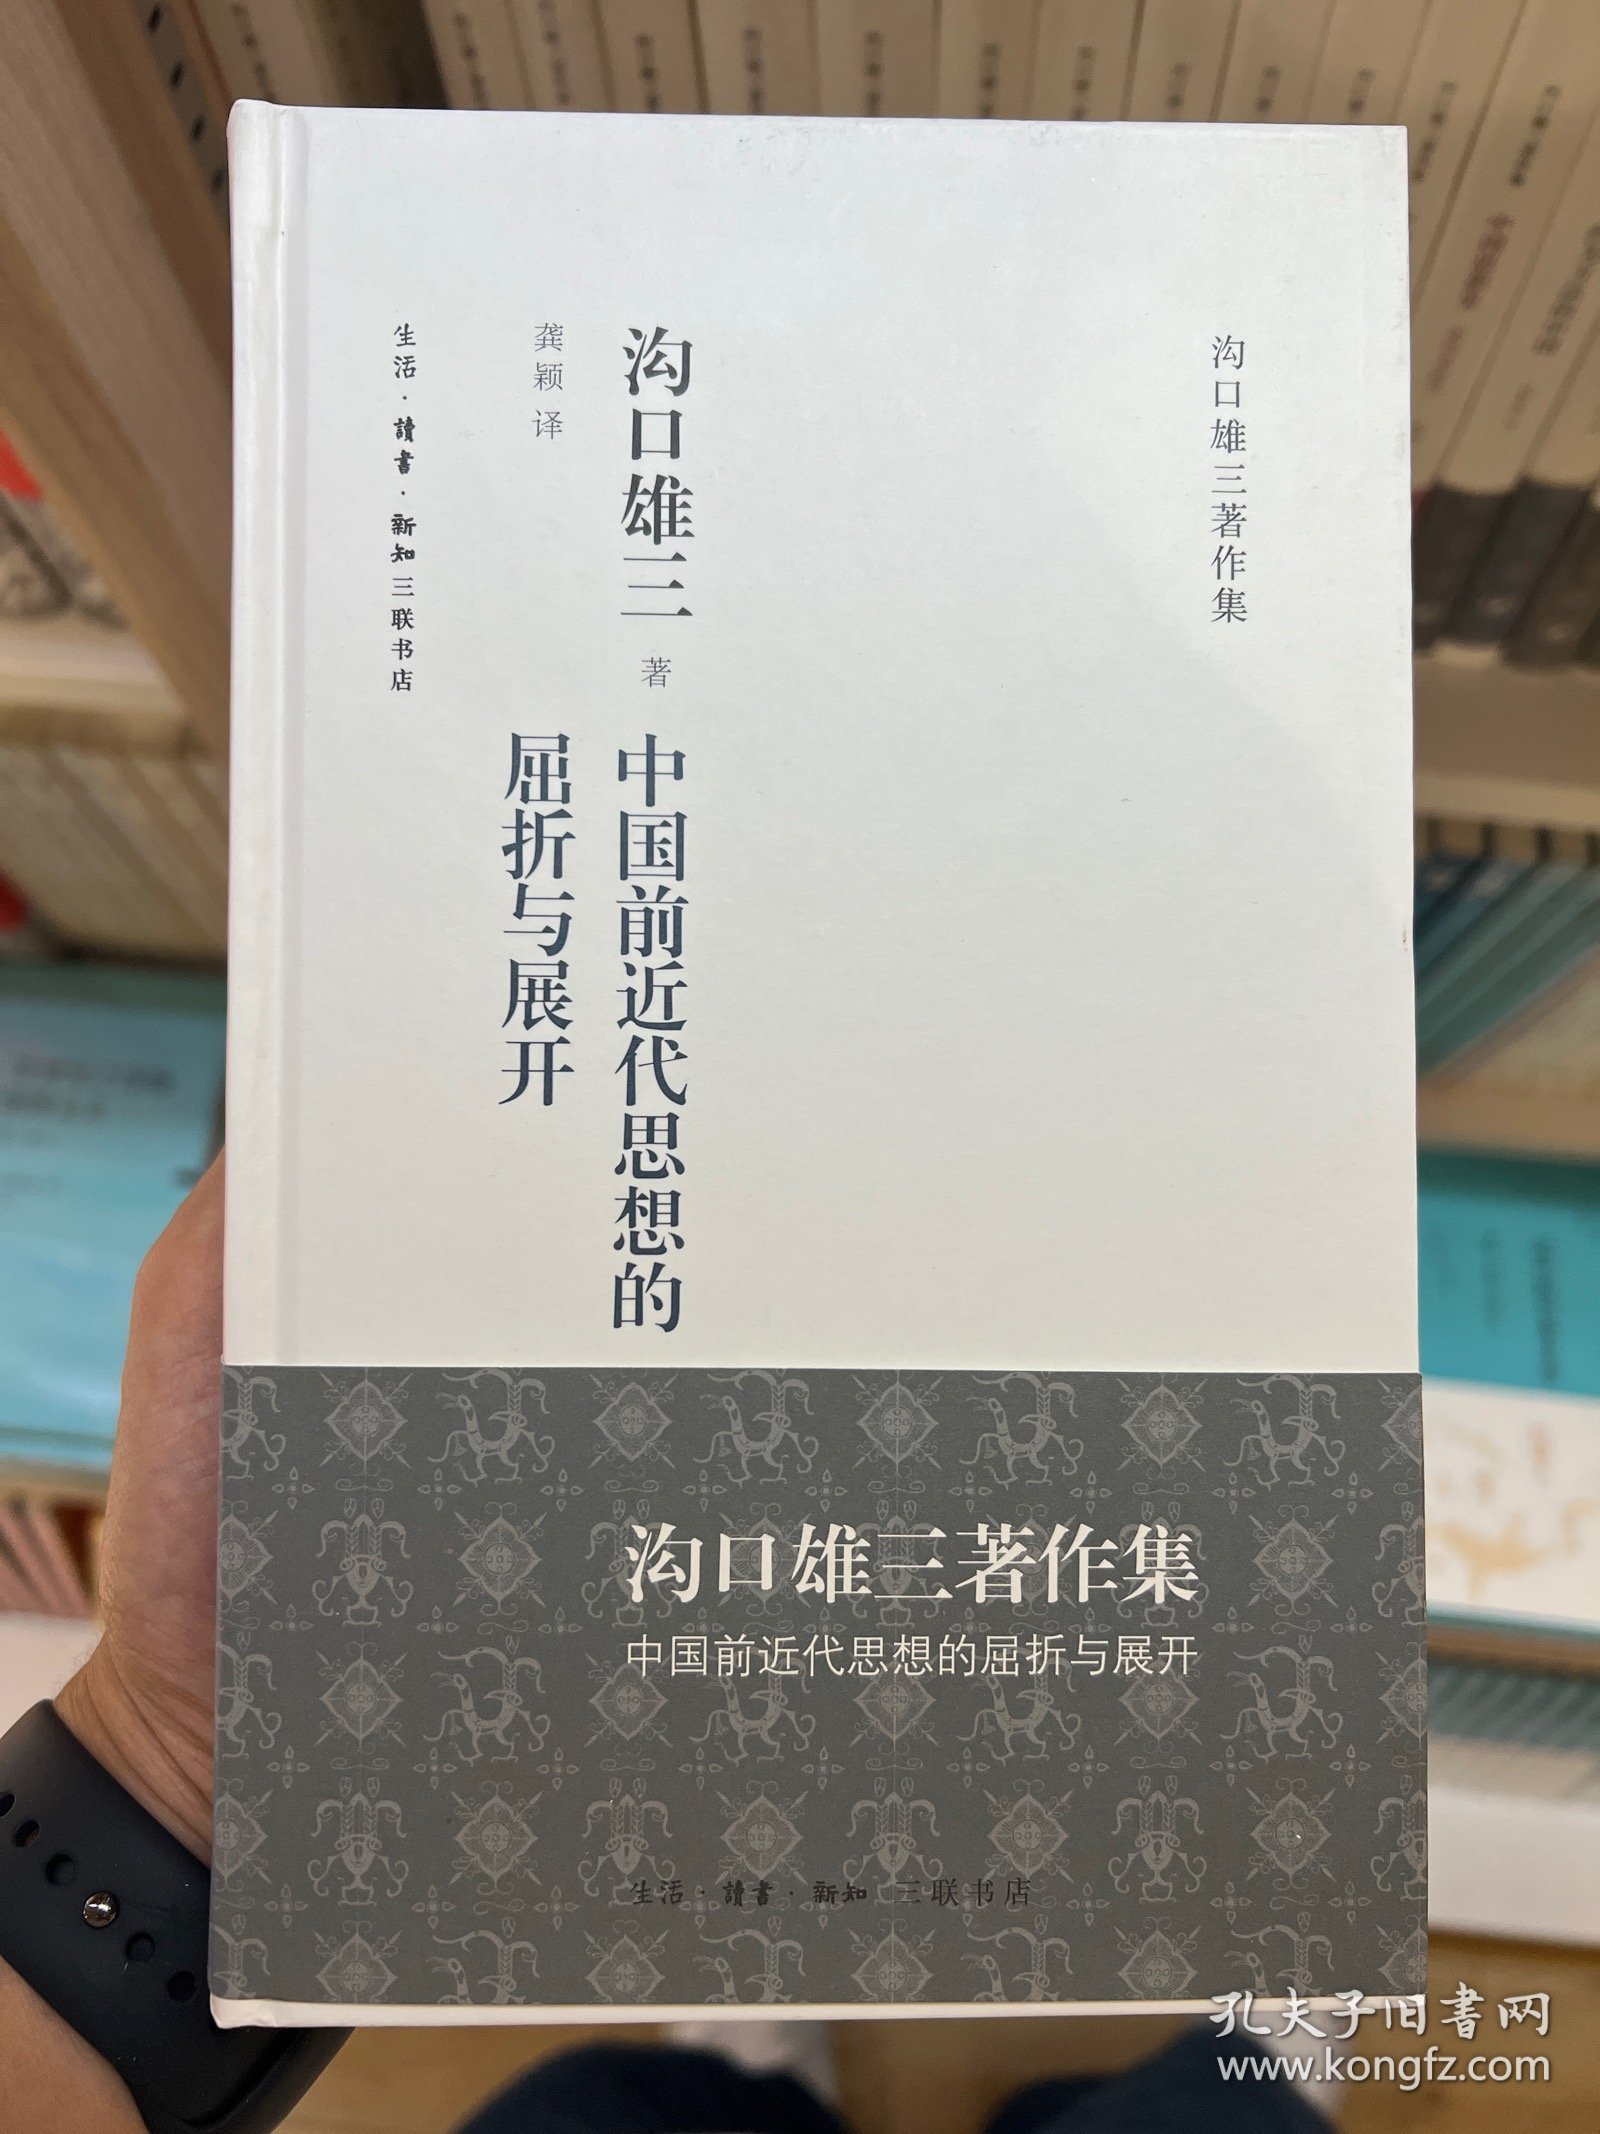 沟口雄三著作集
沟口雄三 著
中国前近代思想的
屈折与展开
龚颖 译
生活·讀書·新知三联书店
沟口雄三著作集
中国前近代思想的屈折与展开
生活·讀書·新知 三联书店
孔夫子旧書网
www.kongfz.com